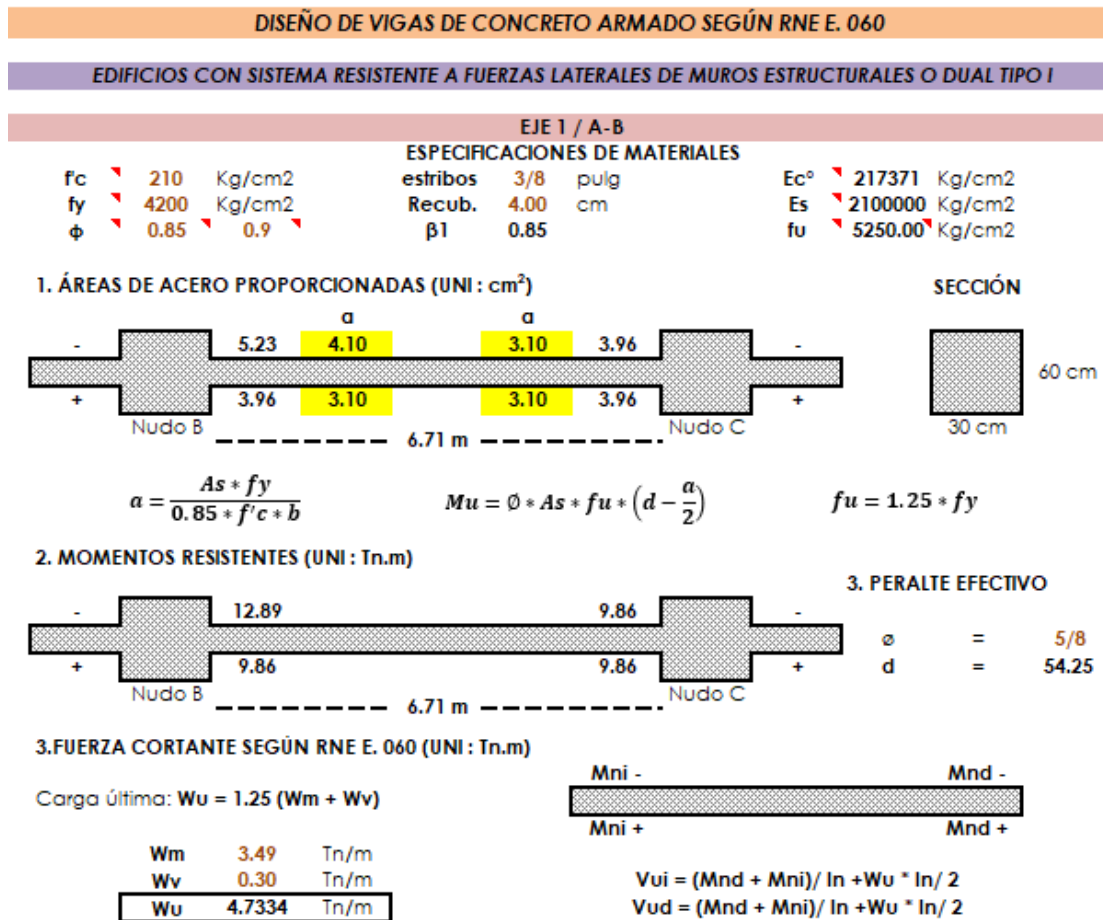 DISEÑO DE VIGAS DE CONCRETO ARMADO SEGÚN RNE E. 060
EDIFICIOS CON SISTEMA RESISTENTE A FUERZAS LATERALES DE MUROS ESTRUCTURALES O DUAL TIPO I
EJE 1 / A-B
ESPECIFICACIONES DE MATERIALES
f'c 210 Kg/cm2 estribos 3/8 pulg Ec° 217371 Kg/cm2
fy 4200 Kg/cm2 Recub. 4.00 cm Es 2100000 Kg/cm2
ϕ 0.85 0.9 β1 0.85 fu 5250.00 Kg/cm2
1. ÁREAS DE ACERO PROPORCIONADAS (UNI : cm²) SECCIÓN
a a
- 5.23 4.10 3.10 3.96 -
60 cm
+ 3.96 3.10 3.10 3.96 +
Nudo B Nudo C 30 cm
6.71 m
a = As * fy / 0.85 * f'c * b Mu = Ø * As * fu * (d − a/2) fu = 1.25 * fy
2. MOMENTOS RESISTENTES (UNI : Tn.m)
3. PERALTE EFECTIVO
- 12.89 9.86 -
ø = 5/8
+ 9.86 9.86 + d = 54.25
Nudo B Nudo C
6.71 m
3.FUERZA CORTANTE SEGÚN RNE E. 060 (UNI : Tn.m)
Mni - Mnd -
Carga última: Wu = 1.25 (Wm + Wv)
Mni + Mnd +
Wm 3.49 Tn/m
Wv 0.30 Tn/m Vui = (Mnd + Mni)/ ln +Wu * ln/ 2
Wu 4.7334 Tn/m Vud = (Mnd + Mni)/ ln +Wu * ln/ 2